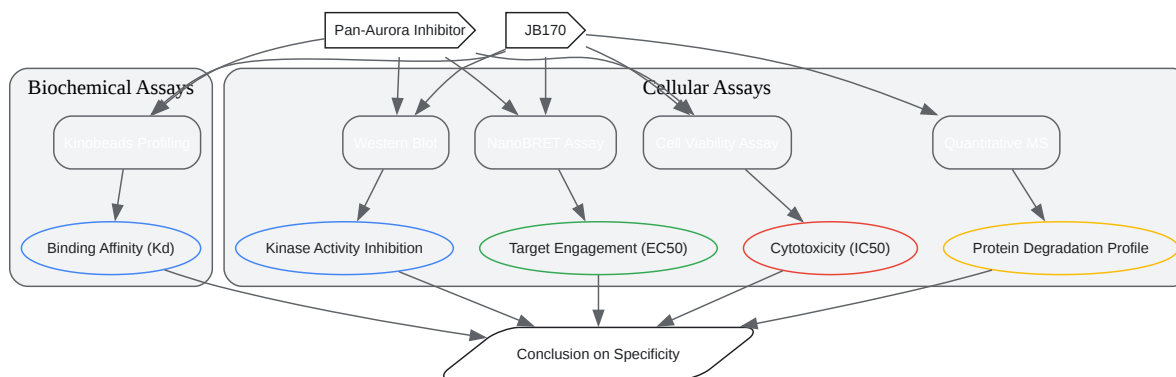 Pan-Aurora Inhibitor
JB170
Biochemical Assays
Cellular Assays
Kinobeads Profiling
Western Blot
NanoBRET Assay
Cell Viability Assay
Quantitative MS
Binding Affinity (Kd)
Kinase Activity Inhibition
Target Engagement (EC50)
Cytotoxicity (IC50)
Protein Degradation Profile
Conclusion on Specificity